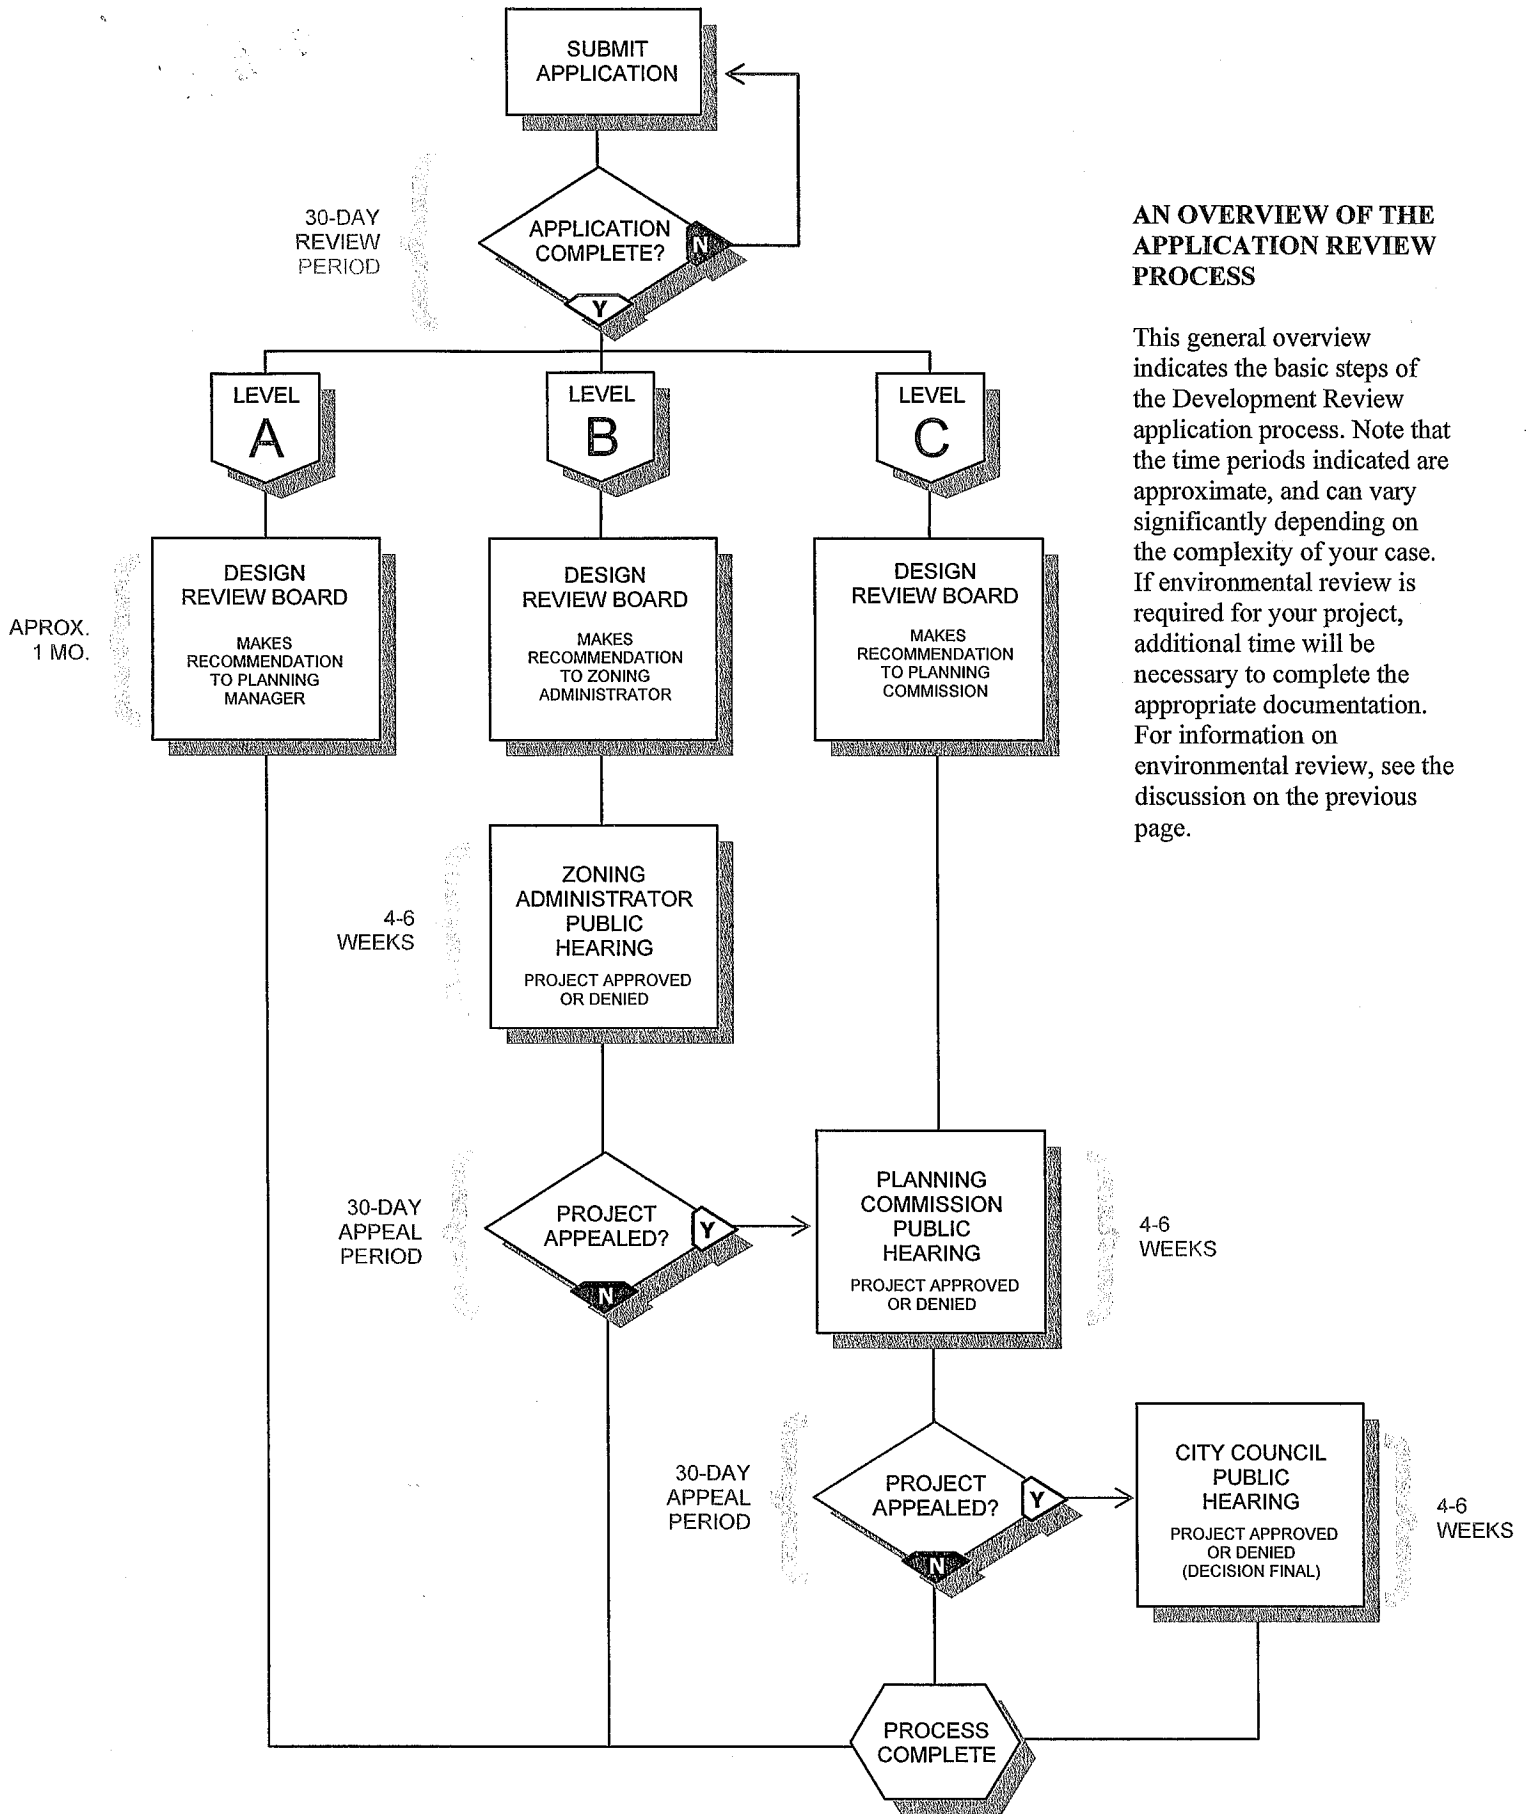 SUBMIT
APPLICATION
30-DAY
REVIEW
PERIOD
APPLICATION
COMPLETE?
N
Y
AN OVERVIEW OF THE
APPLICATION REVIEW
PROCESS
This general overview
indicates the basic steps of
the Development Review
application process. Note that
the time periods indicated are
approximate, and can vary
significantly depending on
the complexity of your case.
If environmental review is
required for your project,
additional time will be
necessary to complete the
appropriate documentation.
For information on
environmental review, see the
discussion on the previous
page.
LEVEL
A
LEVEL
B
LEVEL
C
APROX.
1 MO.
DESIGN
REVIEW BOARD
MAKES
RECOMMENDATION
TO PLANNING
MANAGER
DESIGN
REVIEW BOARD
MAKES
RECOMMENDATION
TO ZONING
ADMINISTRATOR
DESIGN
REVIEW BOARD
MAKES
RECOMMENDATION
TO PLANNING
COMMISSION
4-6
WEEKS
ZONING
ADMINISTRATOR
PUBLIC
HEARING
PROJECT APPROVED
OR DENIED
30-DAY
APPEAL
PERIOD
PROJECT
APPEALED?
Y
N
PLANNING
COMMISSION
PUBLIC
HEARING
PROJECT APPROVED
OR DENIED
4-6
WEEKS
30-DAY
APPEAL
PERIOD
PROJECT
APPEALED?
Y
N
CITY COUNCIL
PUBLIC
HEARING
PROJECT APPROVED
OR DENIED
(DECISION FINAL)
4-6
WEEKS
PROCESS
COMPLETE